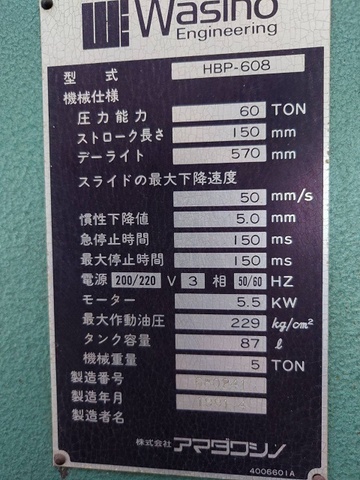 Wasino
Engineering
型 式 HBP-608
機械仕様
圧力能力 60 TON
ストローク長さ 150 mm
デーライト 570 mm
スライドの最大下降速度
50 mm/s
慣性下降値 5.0 mm
急停止時間 150 ms
最大停止時間 150 ms
電源 200/220 V 3 相 50/60 HZ
モーター 5.5 KW
最大作動油圧 229 kg/cm²
タンク容量 87 ℓ
機械重量 5 TON
製造番号
製造年月
製造者名
株式会社 アマダワシノ
4006601A